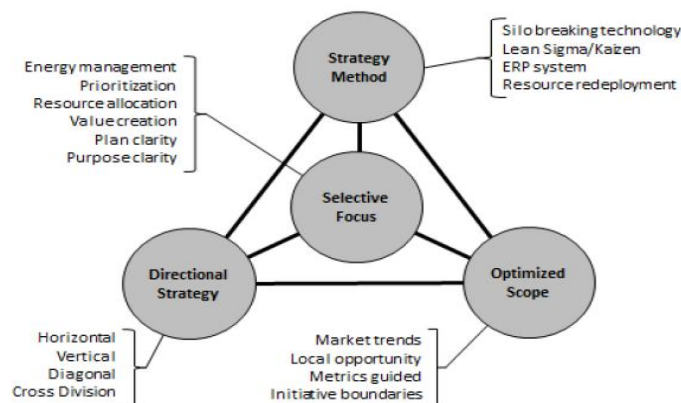 Silo breaking technology
Lean Sigma/Kaizen
ERP system
Resource redeployment
Strategy
Method
Energy management
Prioritization
Resource allocation
Value creation
Plan clarity
Purpose clarity
Selective
Focus
Directional
Strategy
Optimized
Scope
Horizontal
Vertical
Diagonal
Cross Division
Market trends
Local opportunity
Metrics guided
Initiative boundaries